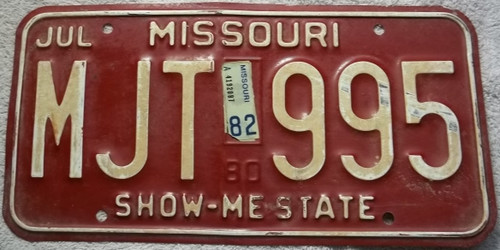 JUL MISSOURI
MJT 995
MISSOURI
82
80
SHOW-ME STATE